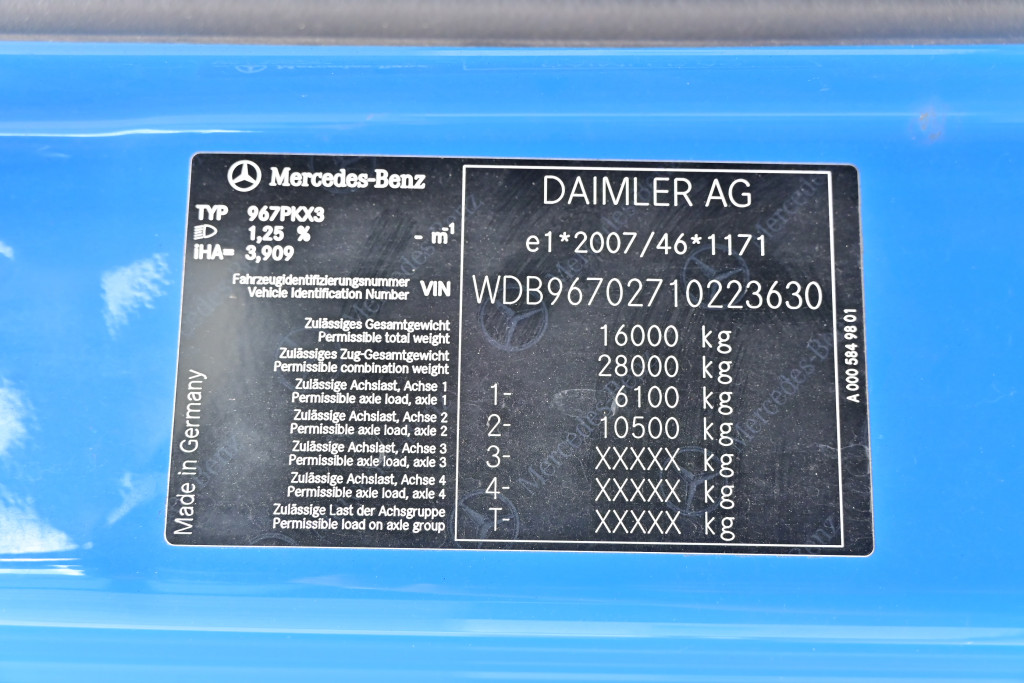 Mercedes-Benz
TYP 967PKX3
1,25 % - m-1
iHA= 3,909
Fahrzeugidentifizierungsnummer
Vehicle Identification Number VIN
Zulässiges Gesamtgewicht
Permissible total weight
Zulässiges Zug-Gesamtgewicht
Permissible combination weight
Zulässige Achslast, Achse 1
Permissible axle load, axle 1
Zulässige Achslast, Achse 2
Permissible axle load, axle 2
Zulässige Achslast, Achse 3
Permissible axle load, axle 3
Zulässige Achslast, Achse 4
Permissible axle load, axle 4
Zulässige Last der Achsgruppe
Permissible load on axle group
Made in Germany
DAIMLER AG
e1*2007/46*1171
WDB96702710223630
16000 kg
28000 kg
1- 6100 kg
2- 10500 kg
3- XXXXX kg
4- XXXXX kg
T- XXXXX kg
A 000 584 98 01